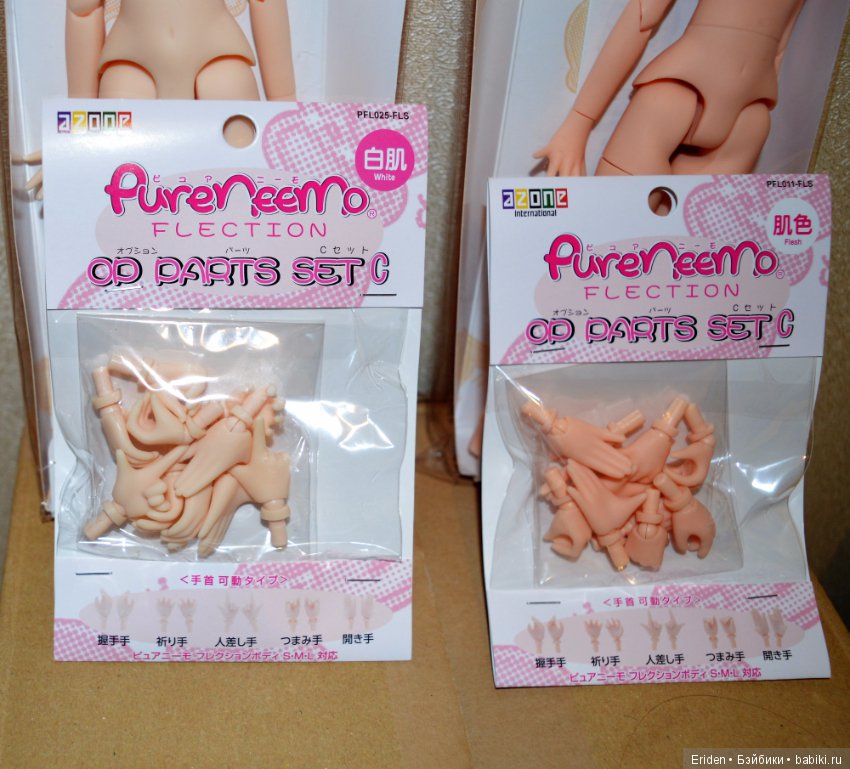 azone
PFL025-FLS
白肌
White
ピュアニーモ
PureNeemo®
FLECTION
オプション パーツ Cセット
OP PARTS SET C
<手首 可動タイプ>
握手手 祈り手 人差し手 つまみ手 開き手
ピュアニーモ フレクションボディ S・M・L 対応
azone
International
PFL011-FLS
肌色
Flesh
ピュアニーモ
PureNeemo®
FLECTION
オプション パーツ Cセット
OP PARTS SET C
<手首 可動タイプ>
握手手 祈り手 人差し手 つまみ手 開き手
ピュアニーモ フレクションボディ S・M・L 対応
Eriden • Бэйбики • babiki.ru